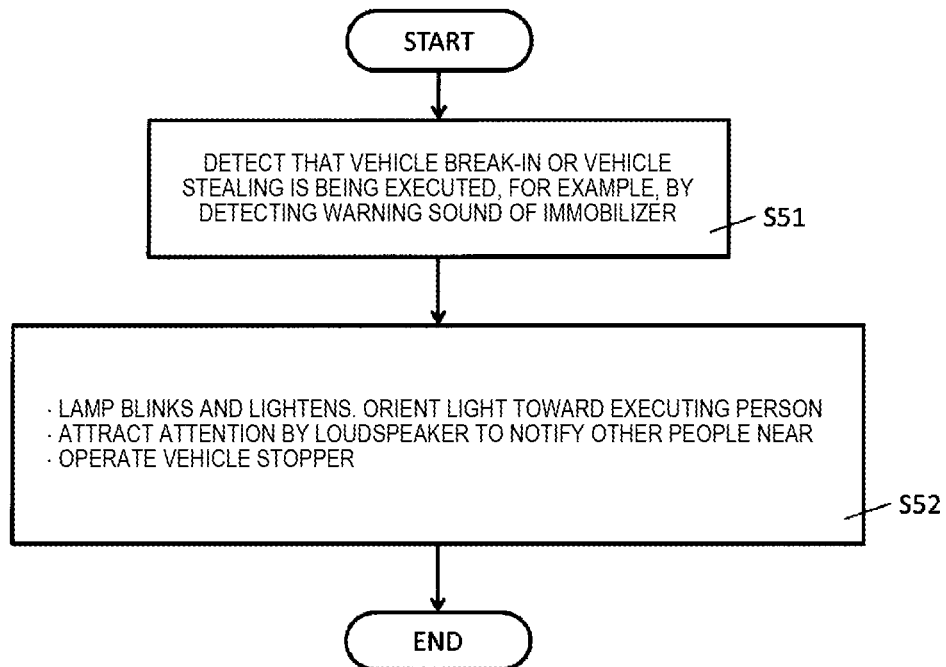 START
DETECT THAT VEHICLE BREAK-IN OR VEHICLE
STEALING IS BEING EXECUTED, FOR EXAMPLE, BY
DETECTING WARNING SOUND OF IMMOBILIZER
S51
· LAMP BLINKS AND LIGHTENS. ORIENT LIGHT TOWARD EXECUTING PERSON
· ATTRACT ATTENTION BY LOUDSPEAKER TO NOTIFY OTHER PEOPLE NEAR
· OPERATE VEHICLE STOPPER
S52
END